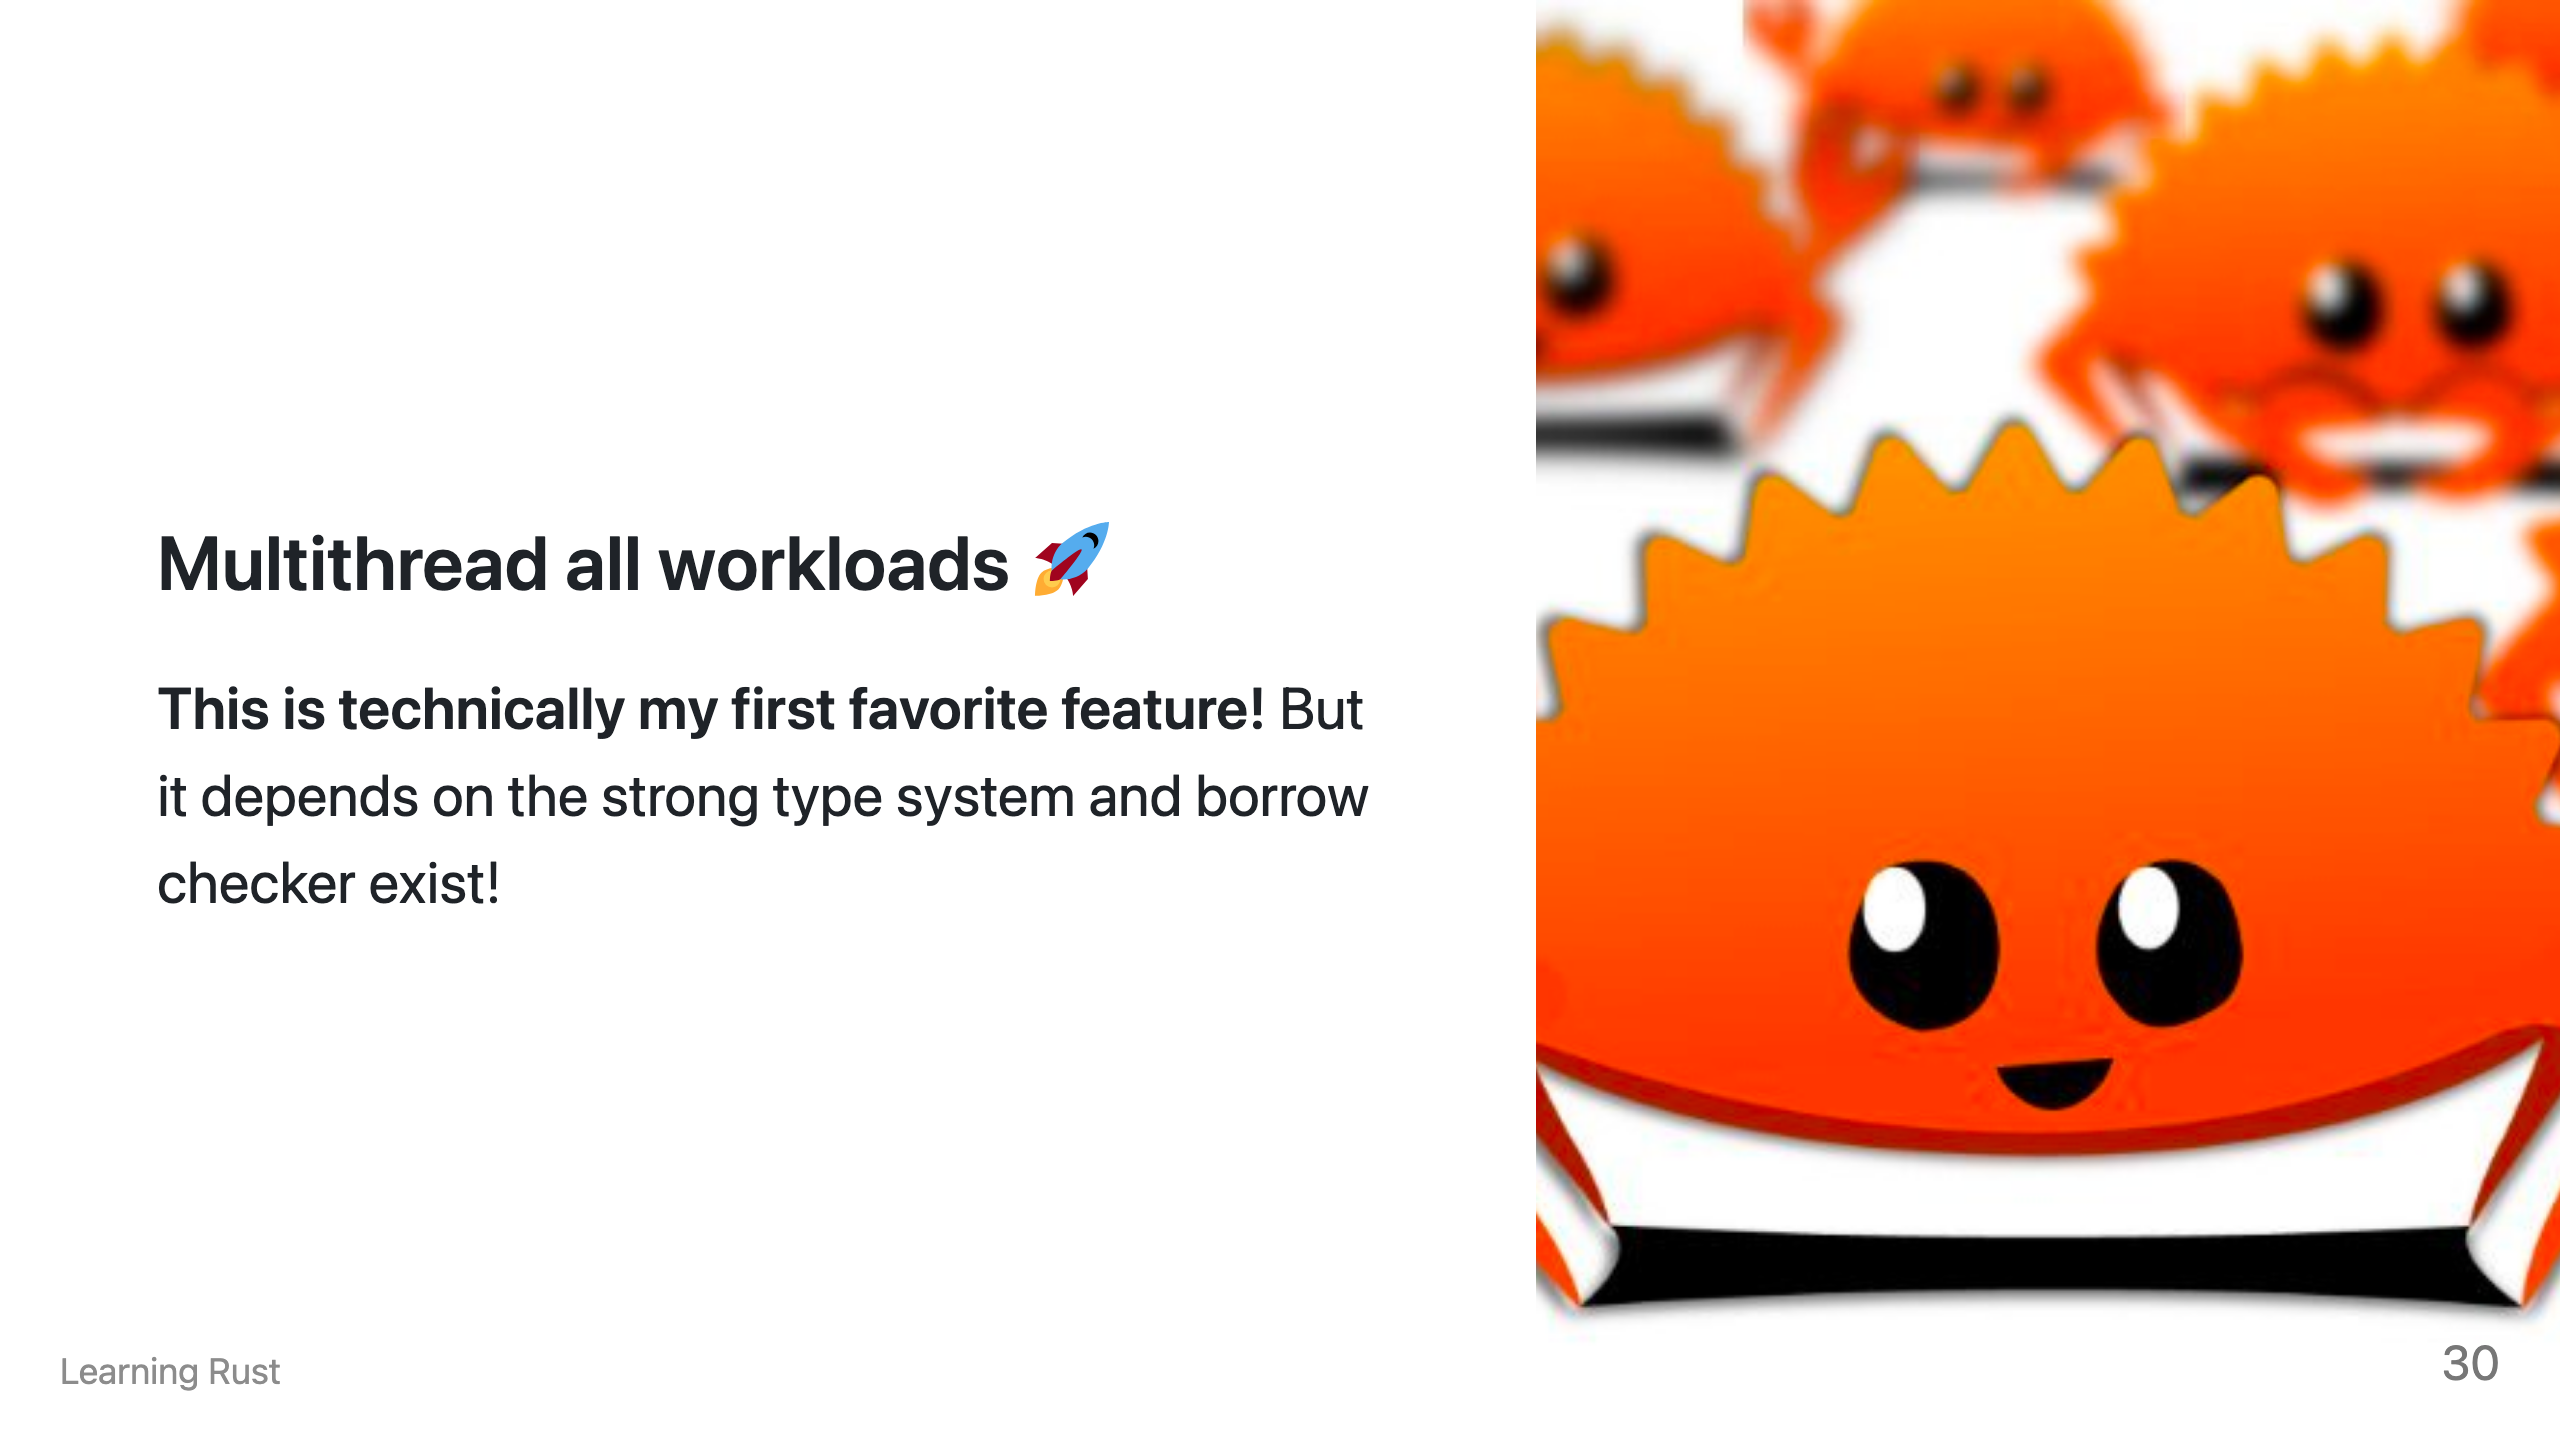 Multithread all workloads 🚀
This is technically my first favorite feature! But
it depends on the strong type system and borrow
checker exist!
Learning Rust
30